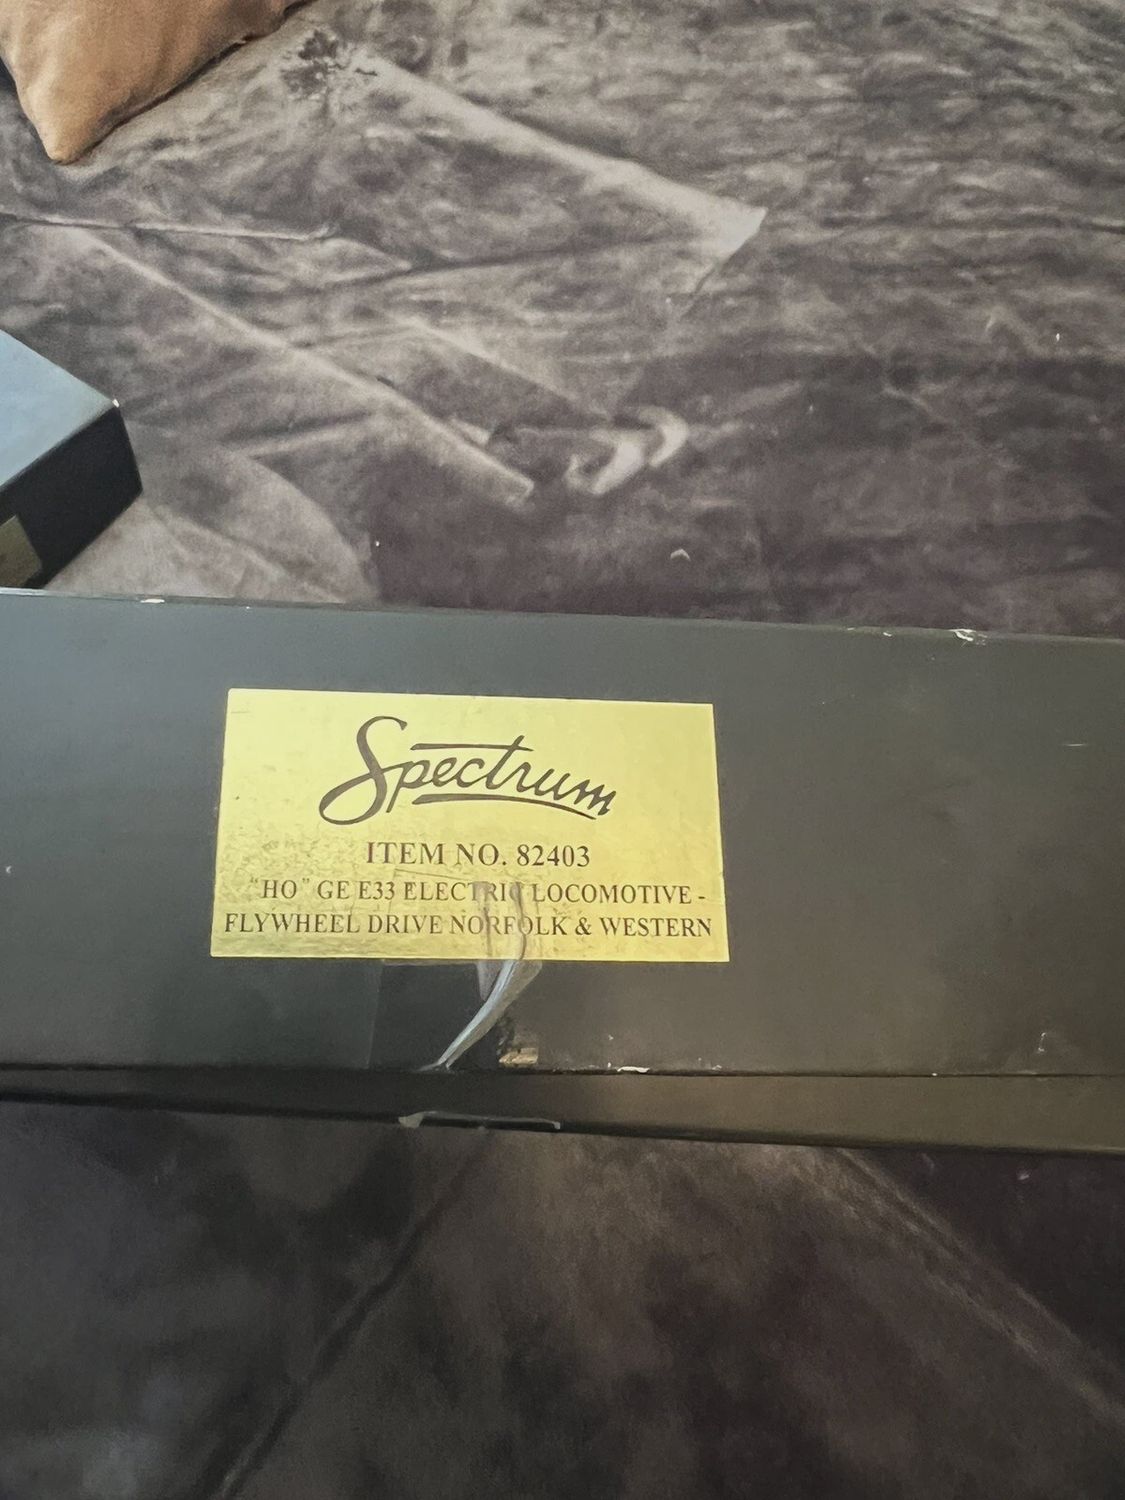 Spectrum
ITEM NO. 82403
"HO" GE E33 ELECTRIC LOCOMOTIVE -
FLYWHEEL DRIVE NORFOLK & WESTERN